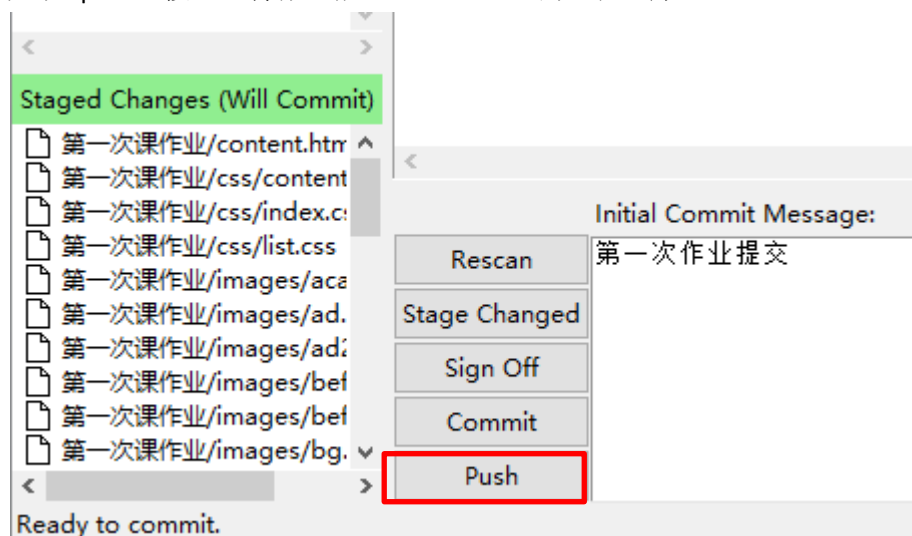 Staged Changes (Will Commit)
第一次课作业/content.htm
第一次课作业/css/content
第一次课作业/css/index.c
第一次课作业/css/list.css
第一次课作业/images/aca
第一次课作业/images/ad.
第一次课作业/images/ad2
第一次课作业/images/bef
第一次课作业/images/bef
第一次课作业/images/bg.
Ready to commit.
Rescan
Stage Changed
Sign Off
Commit
Push
Initial Commit Message:
第一次作业提交